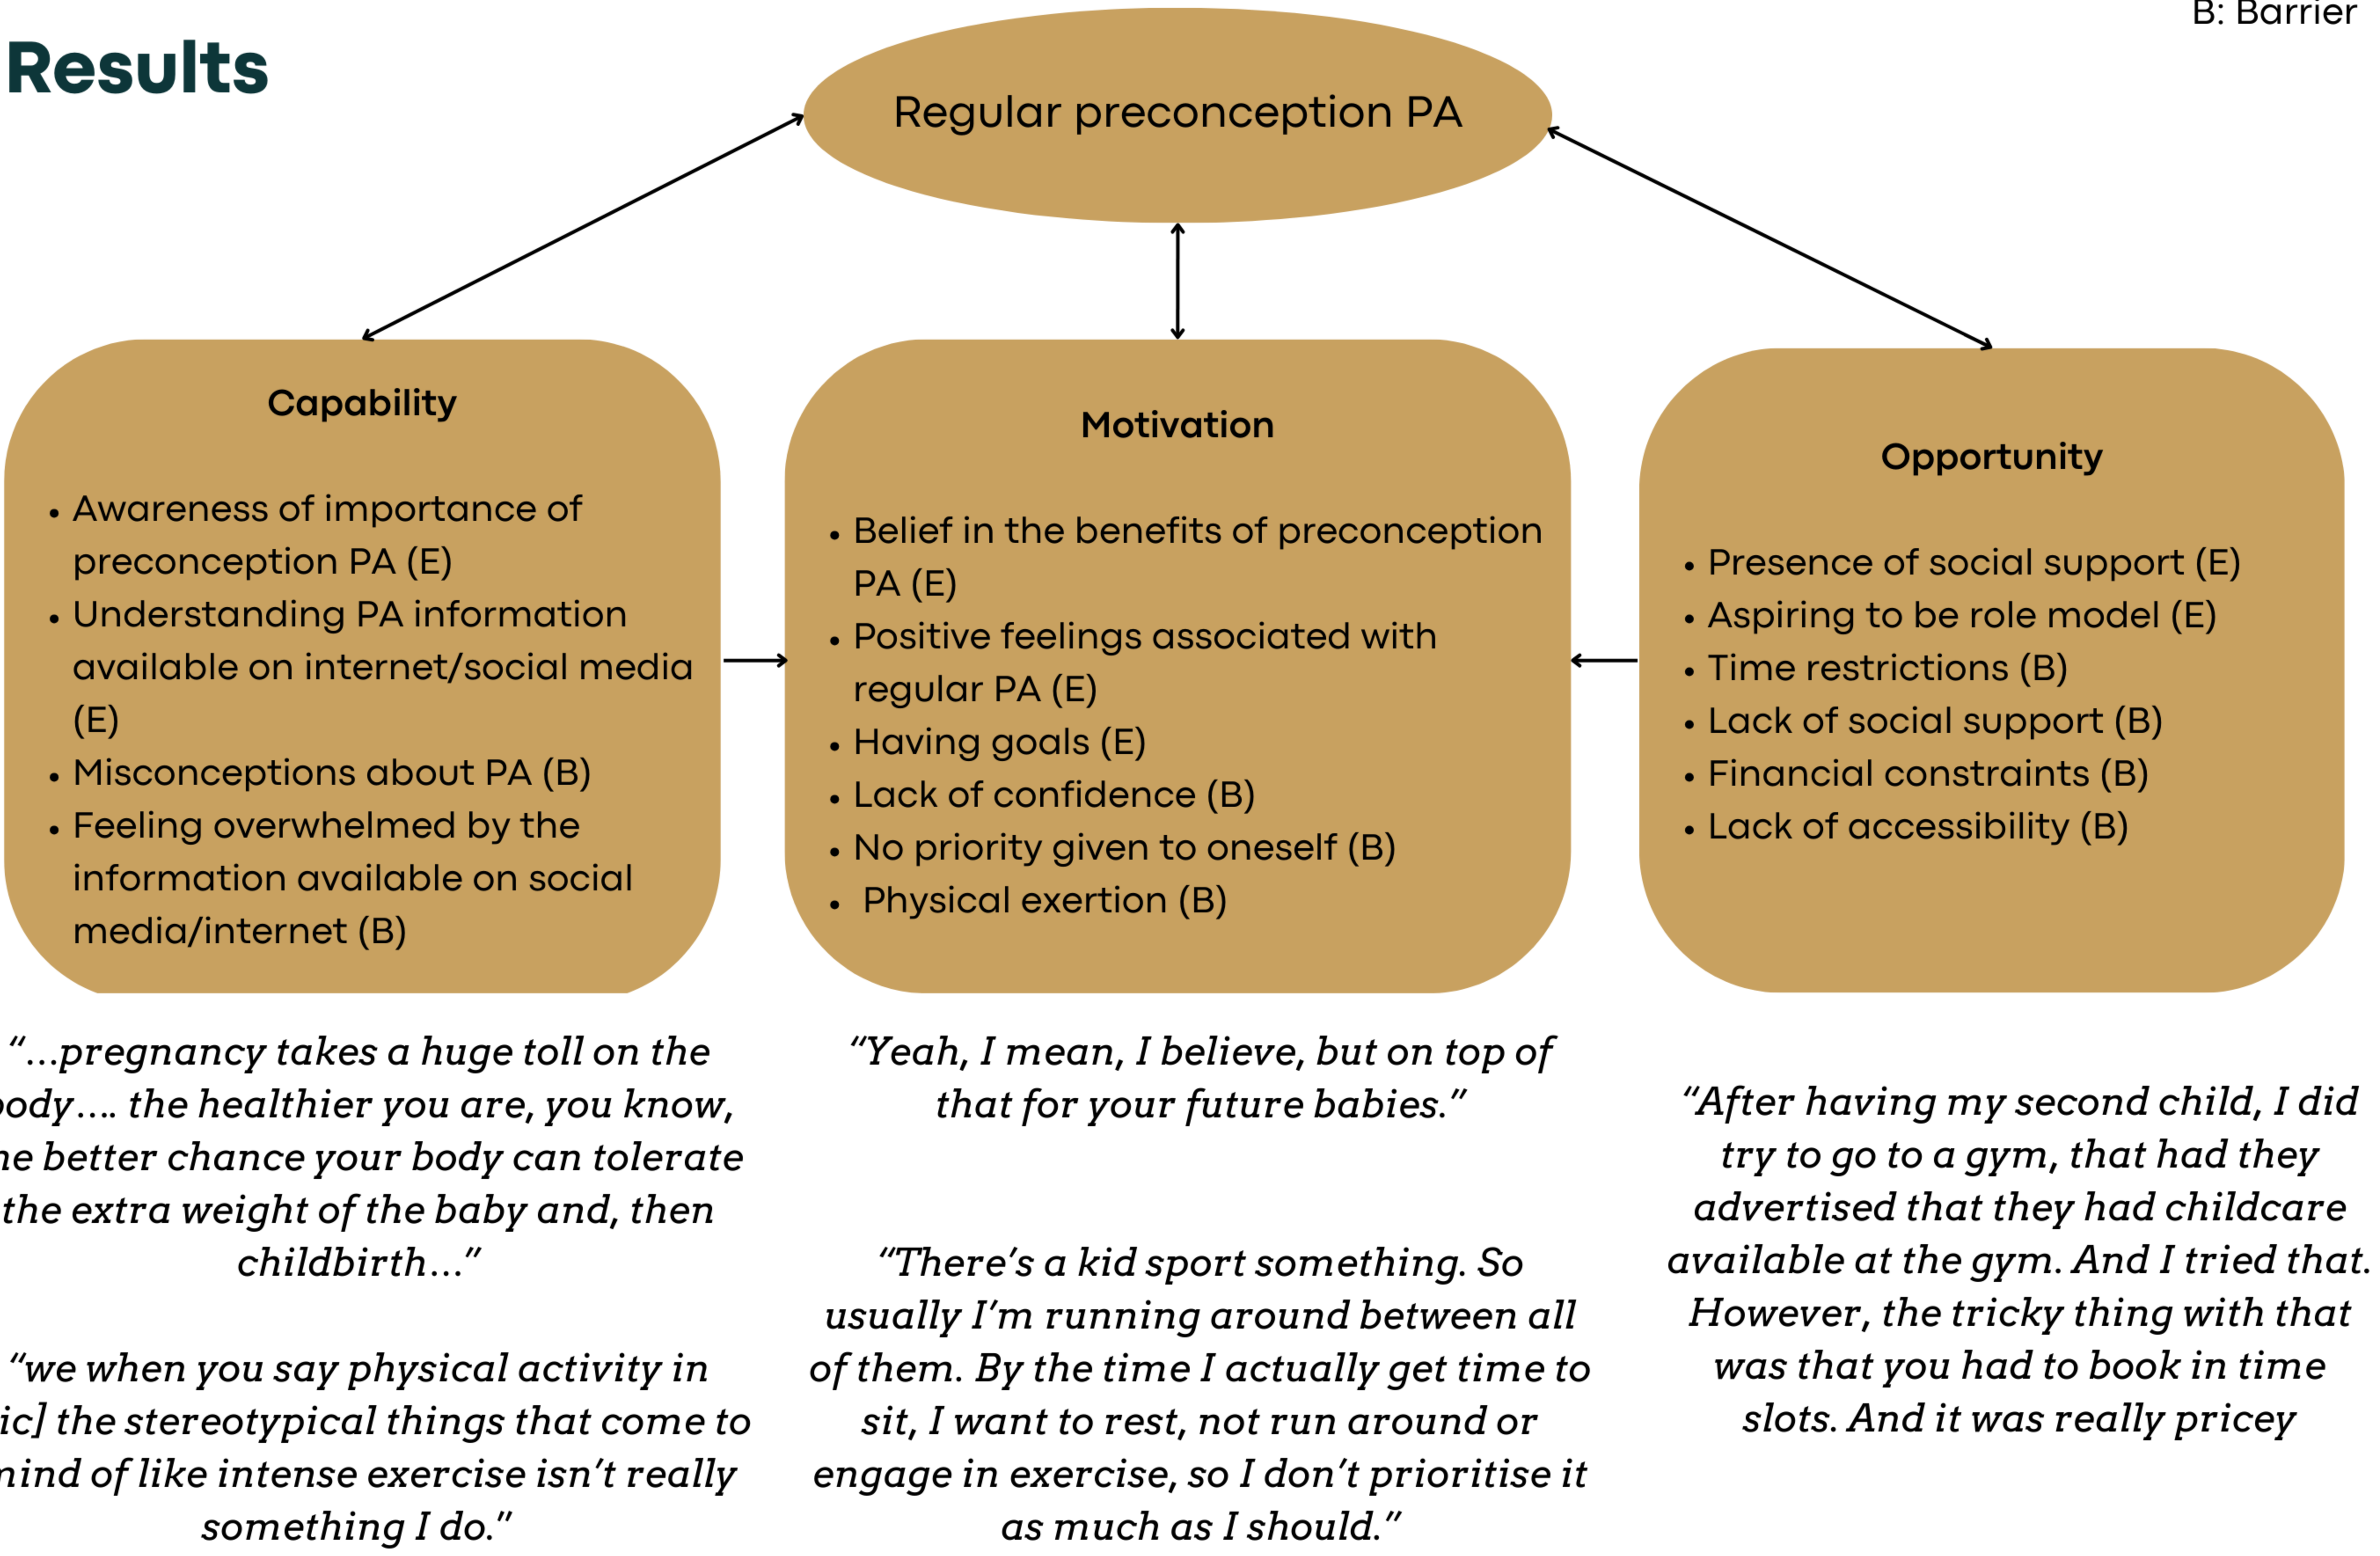 B: Barrier
Results
Regular preconception PA
Capability
• Awareness of importance of
preconception PA (E)
• Understanding PA information
available on internet/social media
(E)
• Misconceptions about PA (B)
• Feeling overwhelmed by the
information available on social
media/internet (B)
Motivation
• Belief in the benefits of preconception
PA (E)
• Positive feelings associated with
regular PA (E)
• Having goals (E)
• Lack of confidence (B)
• No priority given to oneself (B)
• Physical exertion (B)
Opportunity
• Presence of social support (E)
• Aspiring to be role model (E)
• Time restrictions (B)
• Lack of social support (B)
• Financial constraints (B)
• Lack of accessibility (B)
“...pregnancy takes a huge toll on the
body.... the healthier you are, you know,
he better chance your body can tolerate
the extra weight of the baby and, then
childbirth...”
“we when you say physical activity in
ic] the stereotypical things that come to
mind of like intense exercise isn’t really
something I do.”
“Yeah, I mean, I believe, but on top of
that for your future babies.”
“There’s a kid sport something. So
usually I’m running around between all
of them. By the time I actually get time to
sit, I want to rest, not run around or
engage in exercise, so I don’t prioritise it
as much as I should.”
“After having my second child, I did
try to go to a gym, that had they
advertised that they had childcare
available at the gym. And I tried that.
However, the tricky thing with that
was that you had to book in time
slots. And it was really pricey